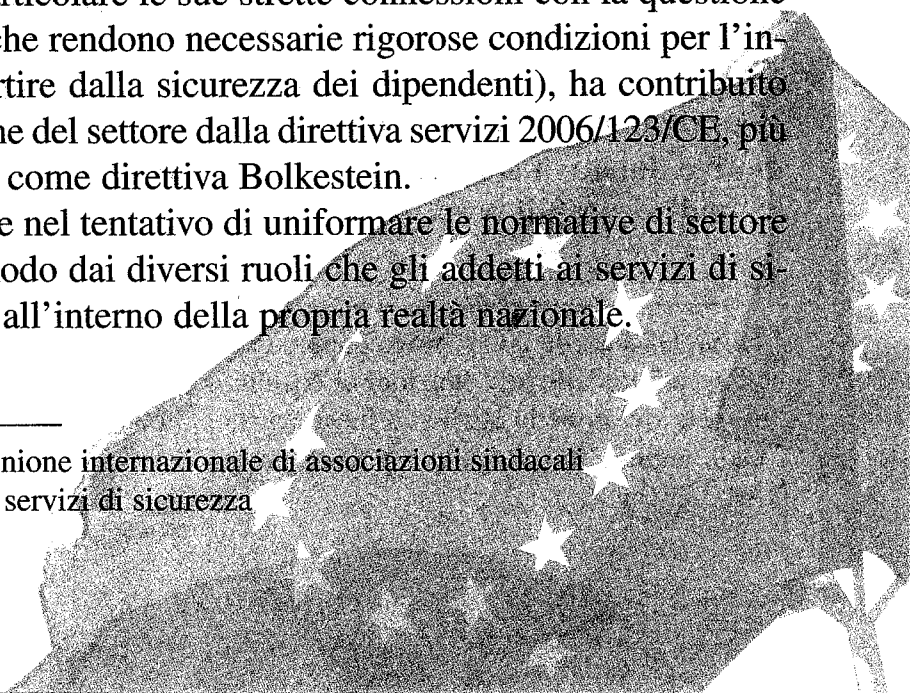 articolare le sue strette connessioni con la questione
che rendono necessarie rigorose condizioni per l'in-
rtire dalla sicurezza dei dipendenti), ha contribuito
ne del settore dalla direttiva servizi 2006/123/CE, più
come direttiva Bolkestein.
e nel tentativo di uniformare le normative di settore
odo dai diversi ruoli che gli addetti ai servizi di si-
all'interno della propria realtà nazionale.
nione internazionale di associazioni sindacali
servizi di sicurezza